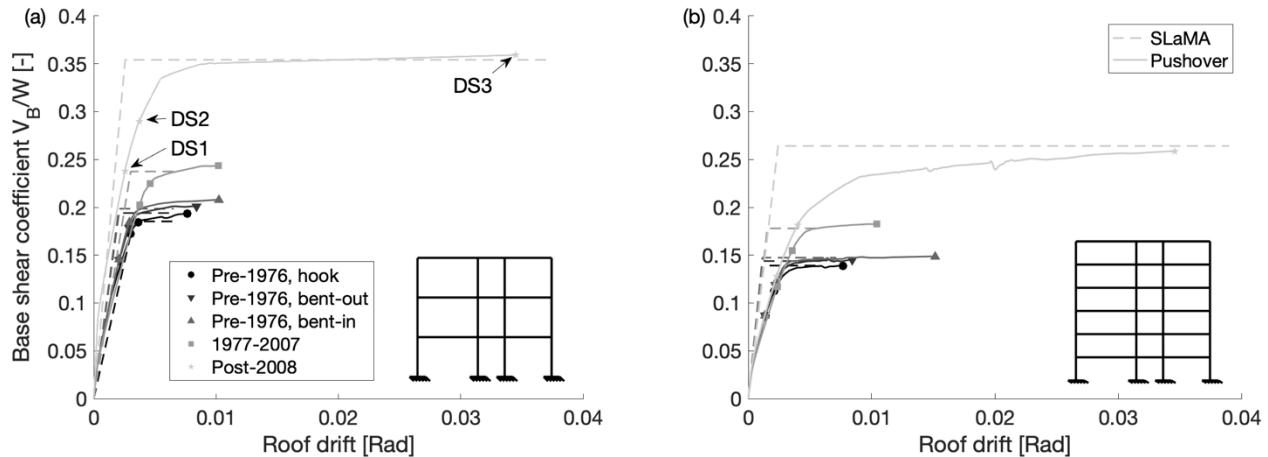 (a)
Base shear coefficient V_B/W [-]
0.4
0.35
0.3
0.25
0.2
0.15
0.1
0.05
0
DS3
DS2
DS1
Pre-1976, hook
Pre-1976, bent-out
Pre-1976, bent-in
1977-2007
Post-2008
0 0.01 0.02 0.03 0.04
Roof drift [Rad]
(b)
0.4
0.35
0.3
0.25
0.2
0.15
0.1
0.05
0
SLaMA
Pushover
0 0.01 0.02 0.03 0.04
Roof drift [Rad]